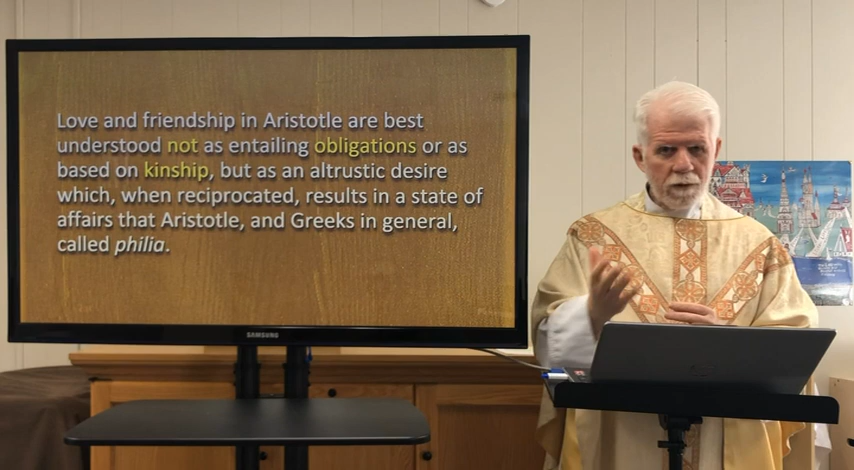 Love and friendship in Aristotle are best
understood not as entailing obligations or as
based on kinship, but as an altrustic desire
which, when reciprocated, results in a state of
affairs that Aristotle, and Greeks in general,
called philia.
SAMSUNG